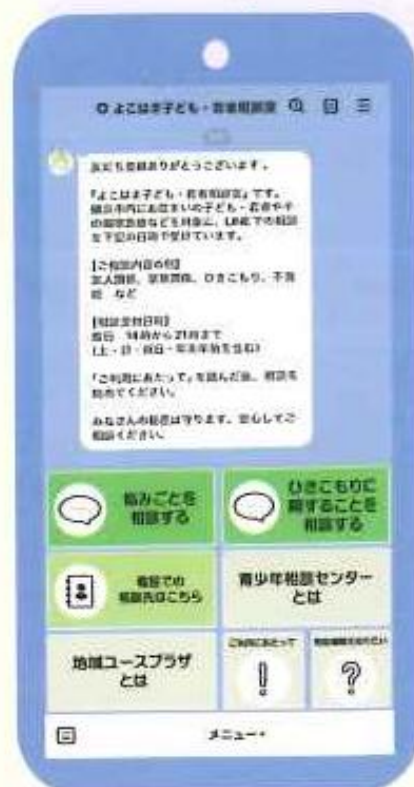 よこはま子ども・若者相談室
友だち登録ありがとうございます。
『よこはま子ども・若者相談室』です。
横浜市内にお住まいの子ども・若者やその保護者様などを対象に、LINEでの相談を下記の日時で受けています。
【ご相談内容の例】
友人関係、家族関係、ひきこもり、不登校 など
【相談受付日時】
毎日 14時から21時まで
(土・日・祝日・年末年始を含む)
「ご利用にあたって」を読んだ後、相談を始めてください。
みなさんの秘密は守ります。安心してご相談ください。
悩みごとを
相談する
ひきこもりに
関することを
相談する
電話での
相談先はこちら
青少年相談センター
とは
地域ユースプラザ
とは
ご利用にあたって
!
?
メニュー